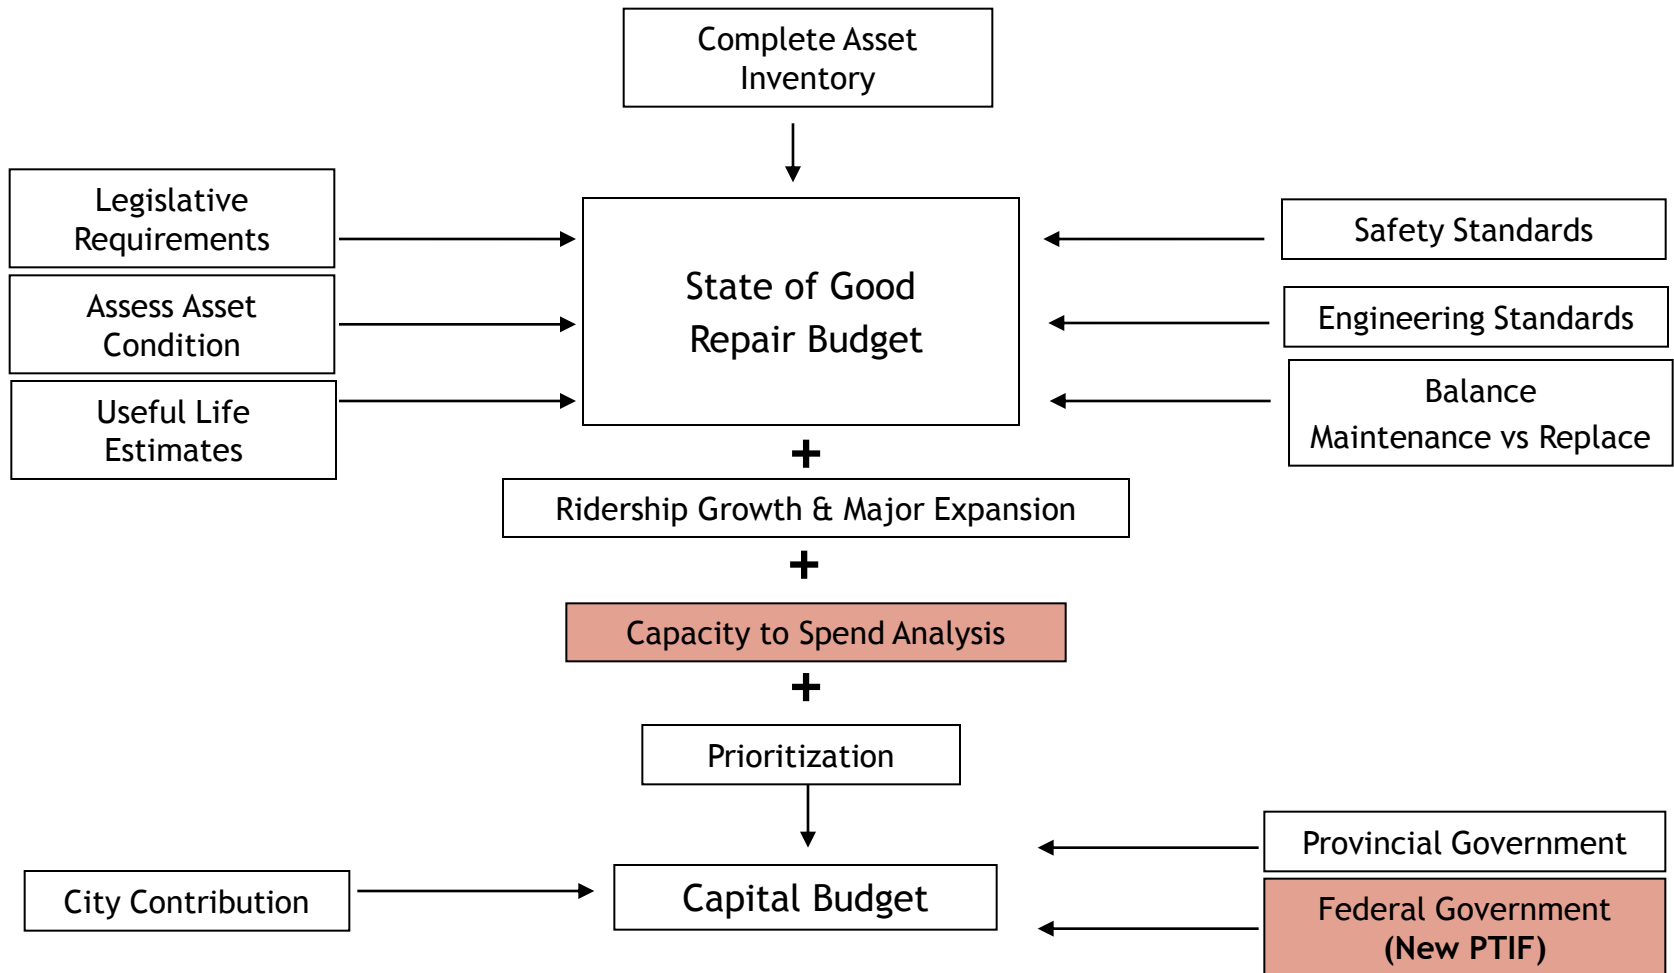 Complete Asset
Inventory
Legislative
Requirements
Assess Asset
Condition
Useful Life
Estimates
State of Good
Repair Budget
Safety Standards
Engineering Standards
Balance
Maintenance vs Replace
+
Ridership Growth & Major Expansion
+
Capacity to Spend Analysis
+
Prioritization
City Contribution
Capital Budget
Provincial Government
Federal Government
(New PTIF)